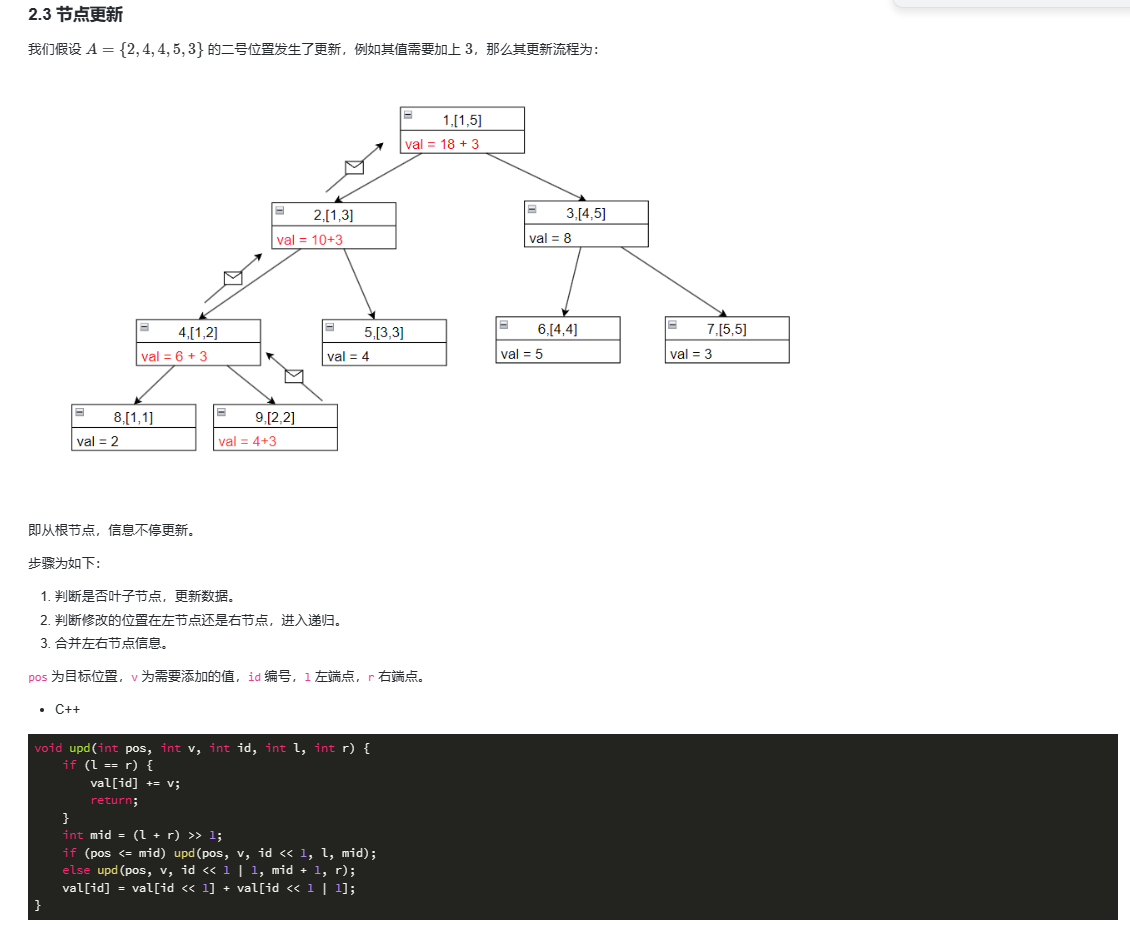 2.3 节点更新
我们假设 A = {2, 4, 4, 5, 3} 的二号位置发生了更新，例如其值需要加上 3，那么其更新流程为：
1,[1,5]
val = 18 + 3
2,[1,3]
val = 10+3
3,[4,5]
val = 8
4,[1,2]
val = 6 + 3
5,[3,3]
val = 4
6,[4,4]
val = 5
7,[5,5]
val = 3
8,[1,1]
val = 2
9,[2,2]
val = 4+3
即从根节点，信息不停更新。
步骤为如下：
1. 判断是否叶子节点，更新数据。
2. 判断修改的位置在左节点还是右节点，进入递归。
3. 合并左右节点信息。
pos 为目标位置，v 为需要添加的值，id 编号，l 左端点，r 右端点。
• C++
void upd(int pos, int v, int id, int l, int r) {
    if (l == r) {
        val[id] += v;
        return;
    }
    int mid = (l + r) >> 1;
    if (pos <= mid) upd(pos, v, id << 1, l, mid);
    else upd(pos, v, id << 1 | 1, mid + 1, r);
    val[id] = val[id << 1] + val[id << 1 | 1];
}